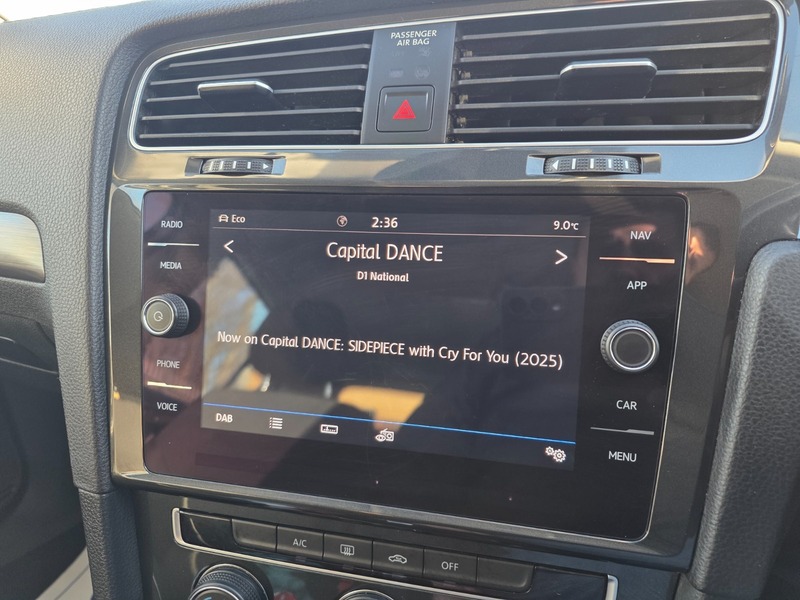 PASSENGER
AIR BAG
RADIO
MEDIA
PHONE
VOICE
Eco
2:36
9.0°C
Capital DANCE
D1 National
Now on Capital DANCE: SIDEPIECE with Cry For You (2025)
DAB
NAV
APP
CAR
MENU
A/C
OFF